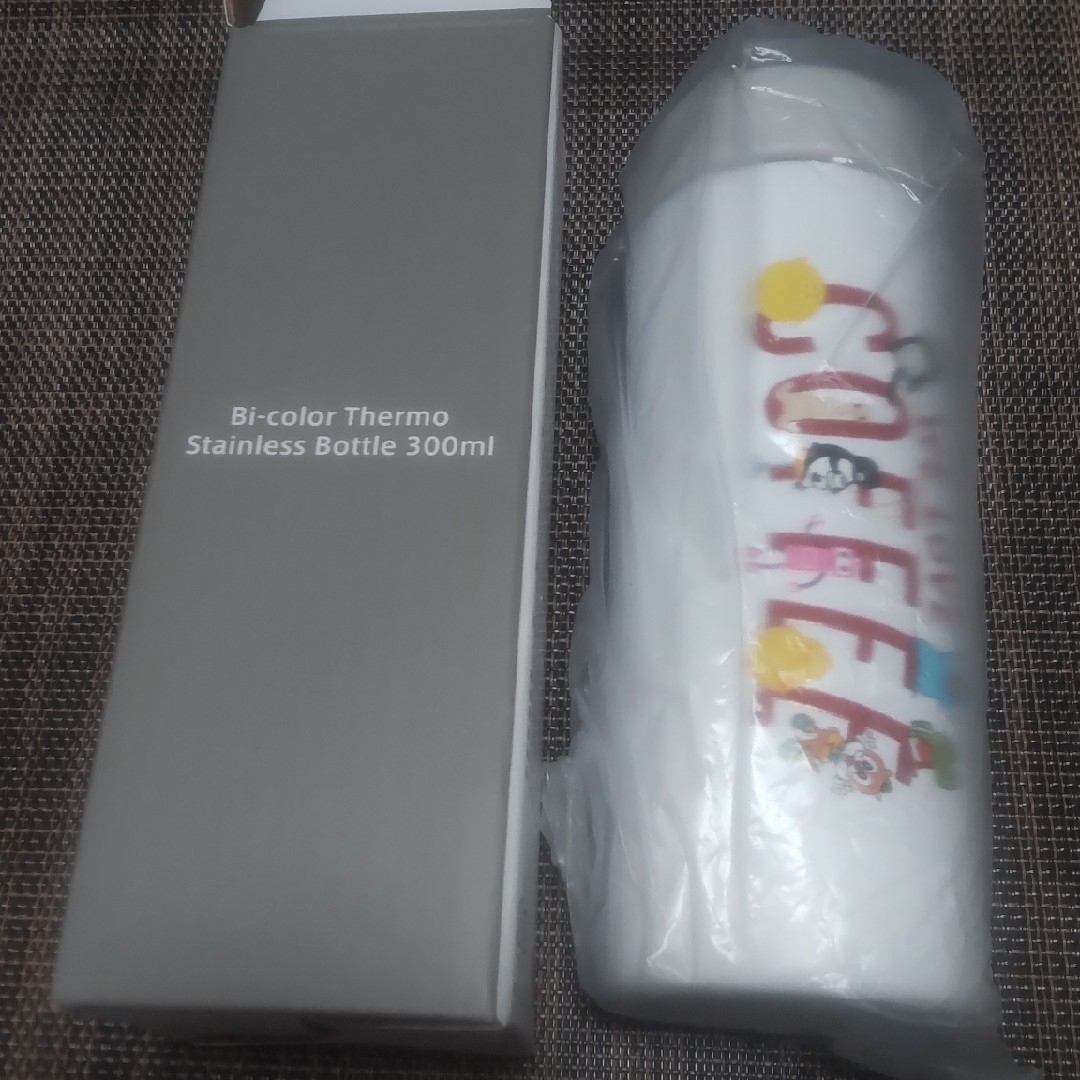 Bi-color Thermo
Stainless Bottle 300ml
COFFEE